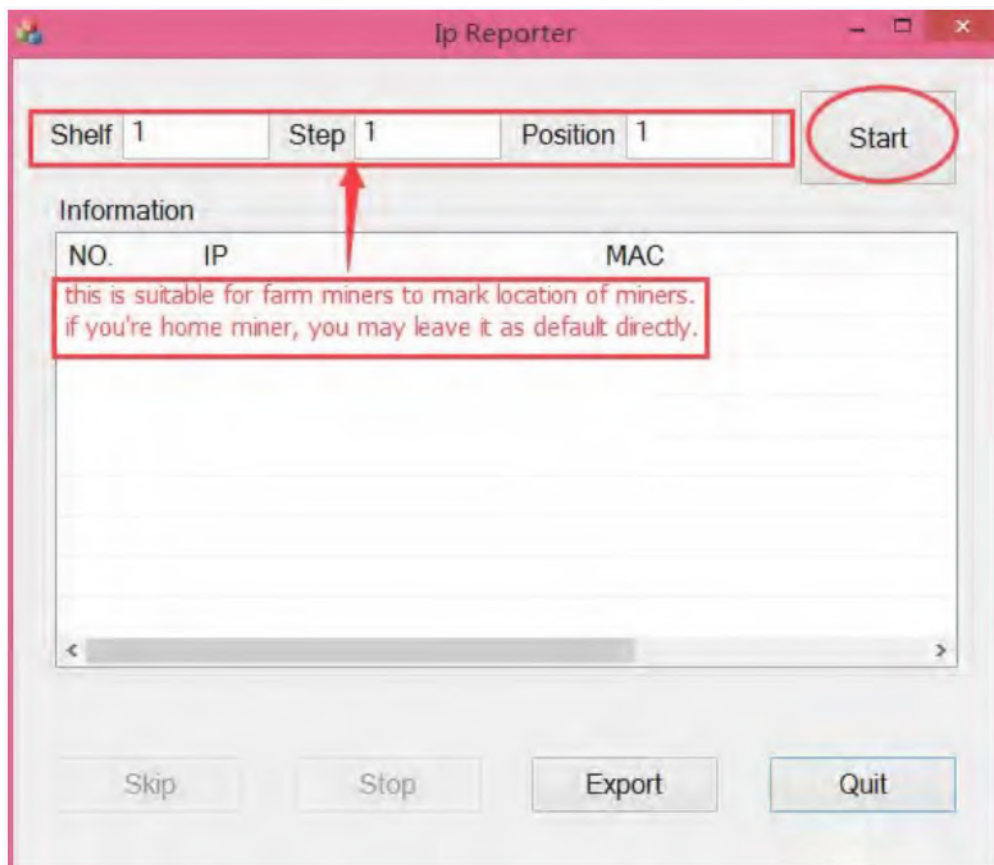 Ip Reporter
Shelf 1 Step 1 Position 1 Start
Information
NO. IP MAC
this is suitable for farm miners to mark location of miners.
if you're home miner, you may leave it as default directly.
Skip Stop Export Quit